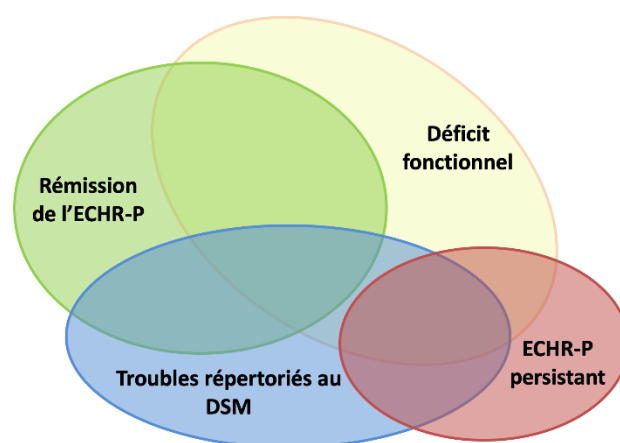 Déficit
fonctionnel
Rémission
de l'ECHR-P
ECHR-P
persistant
Troubles répertoriés au
DSM